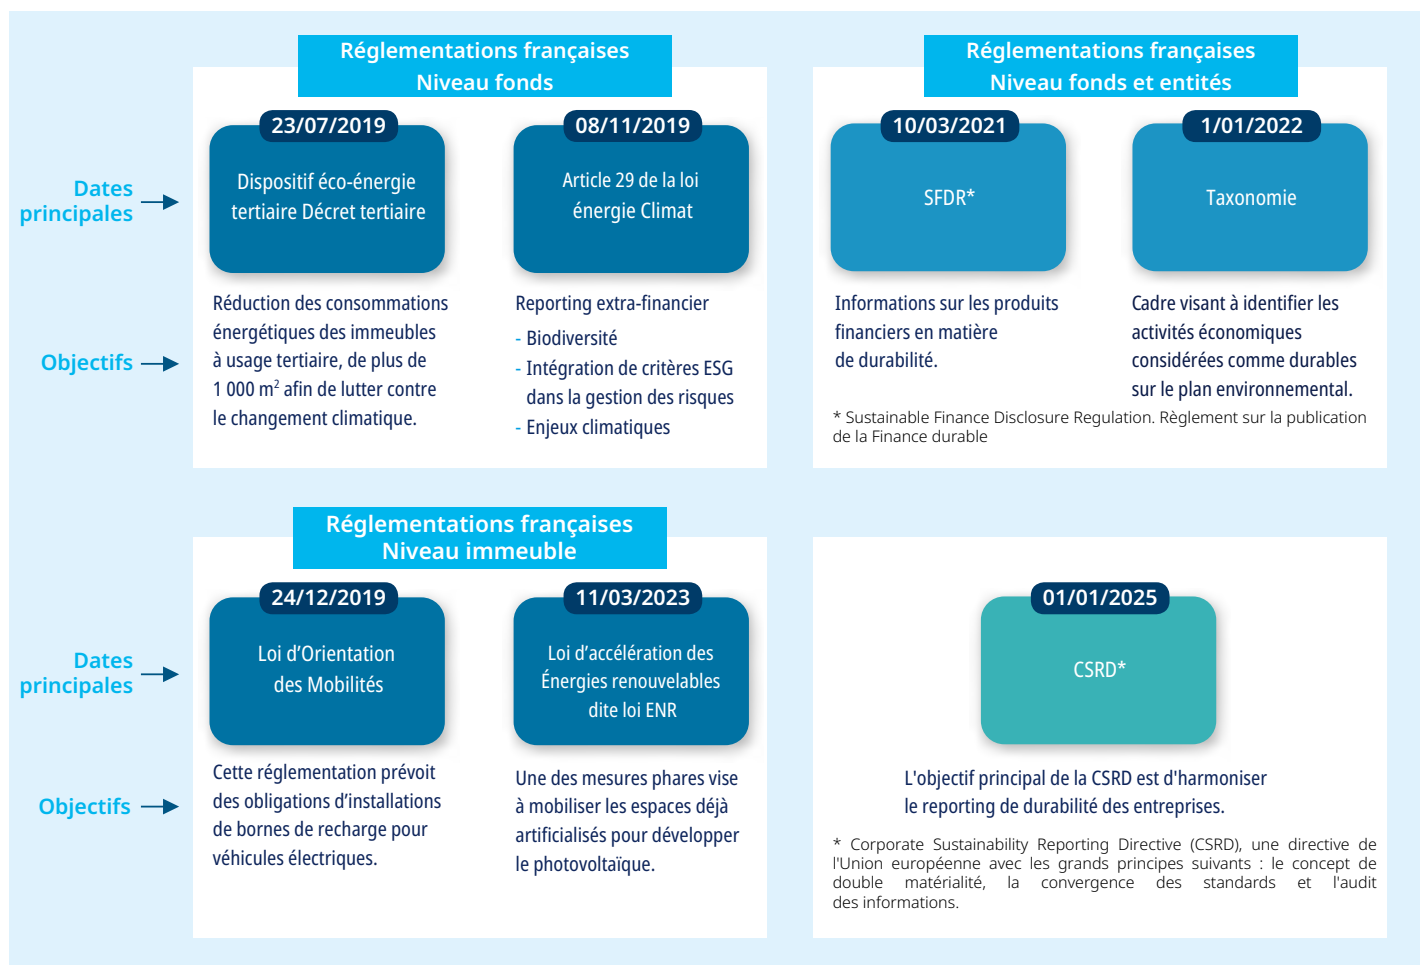 Réglementations françaises
Niveau fonds
Dates
principales
23/07/2019
Dispositif éco-énergie
tertiaire Décret tertiaire
08/11/2019
Article 29 de la loi
énergie Climat
Objectifs
Réduction des consommations
énergétiques des immeubles
à usage tertiaire, de plus de
1 000 m² afin de lutter contre
le changement climatique.
Reporting extra-financier
- Biodiversité
- Intégration de critères ESG
dans la gestion des risques
- Enjeux climatiques
Réglementations françaises
Niveau fonds et entités
10/03/2021
SFDR*
1/01/2022
Taxonomie
Informations sur les produits
financiers en matière
de durabilité.
Cadre visant à identifier les
activités économiques
considérées comme durables
sur le plan environnemental.
* Sustainable Finance Disclosure Regulation. Règlement sur la publication
de la Finance durable
Réglementations françaises
Niveau immeuble
Dates
principales
24/12/2019
Loi d’Orientation
des Mobilités
11/03/2023
Loi d’accélération des
Énergies renouvelables
dite loi ENR
Objectifs
Cette réglementation prévoit
des obligations d’installations
de bornes de recharge pour
véhicules électriques.
Une des mesures phares vise
à mobiliser les espaces déjà
artificialisés pour développer
le photovoltaïque.
01/01/2025
CSRD*
L'objectif principal de la CSRD est d'harmoniser
le reporting de durabilité des entreprises.
* Corporate Sustainability Reporting Directive (CSRD), une directive de
l'Union européenne avec les grands principes suivants : le concept de
double matérialité, la convergence des standards et l'audit
des informations.